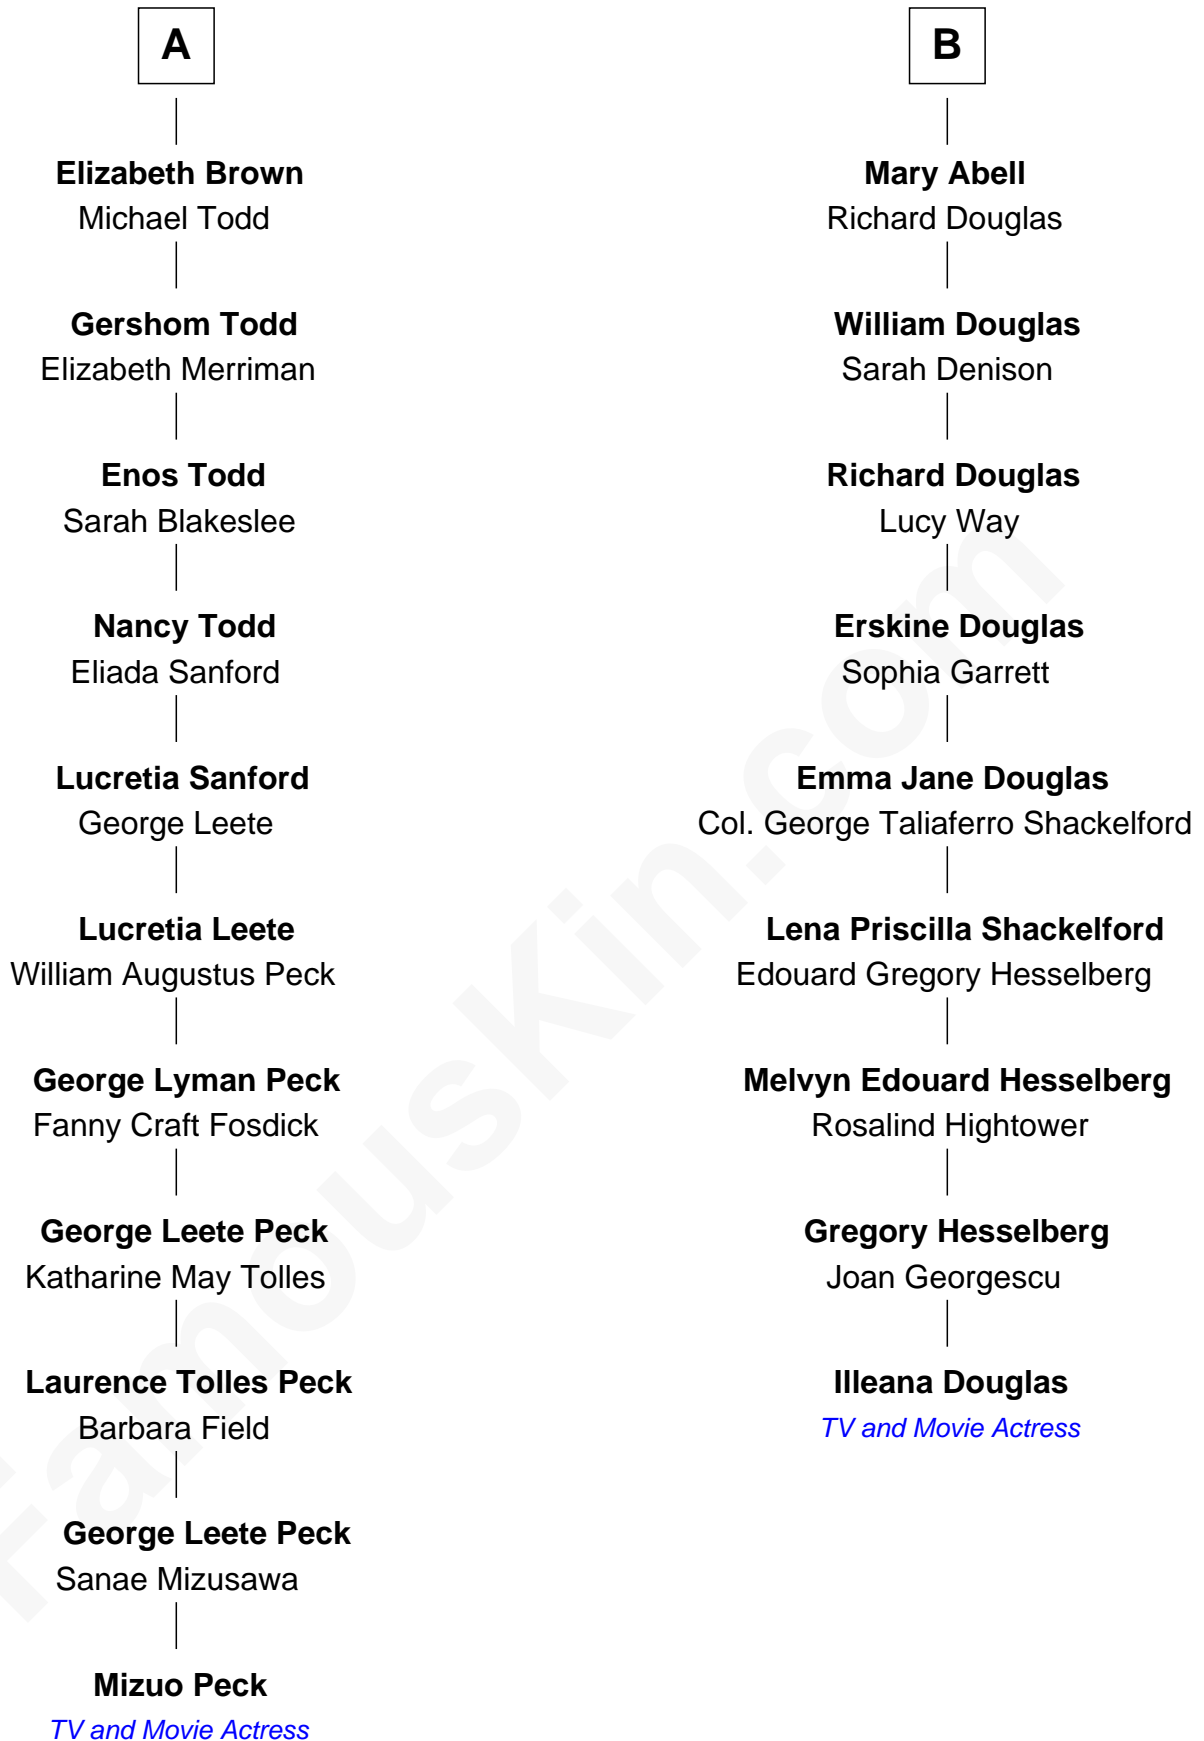 A
Elizabeth Brown
Michael Todd
Gershom Todd
Elizabeth Merriman
Enos Todd
Sarah Blakeslee
Nancy Todd
Eliada Sanford
Lucretia Sanford
George Leete
Lucretia Leete
William Augustus Peck
George Lyman Peck
Fanny Craft Fosdick
George Leete Peck
Katharine May Tolles
Laurence Tolles Peck
Barbara Field
George Leete Peck
Sanae Mizusawa
Mizuo Peck
TV and Movie Actress
B
Mary Abell
Richard Douglas
William Douglas
Sarah Denison
Richard Douglas
Lucy Way
Erskine Douglas
Sophia Garrett
Emma Jane Douglas
Col. George Taliaferro Shackelford
Lena Priscilla Shackelford
Edouard Gregory Hesselberg
Melvyn Edouard Hesselberg
Rosalind Hightower
Gregory Hesselberg
Joan Georgescu
Illeana Douglas
TV and Movie Actress
FamousKin.com